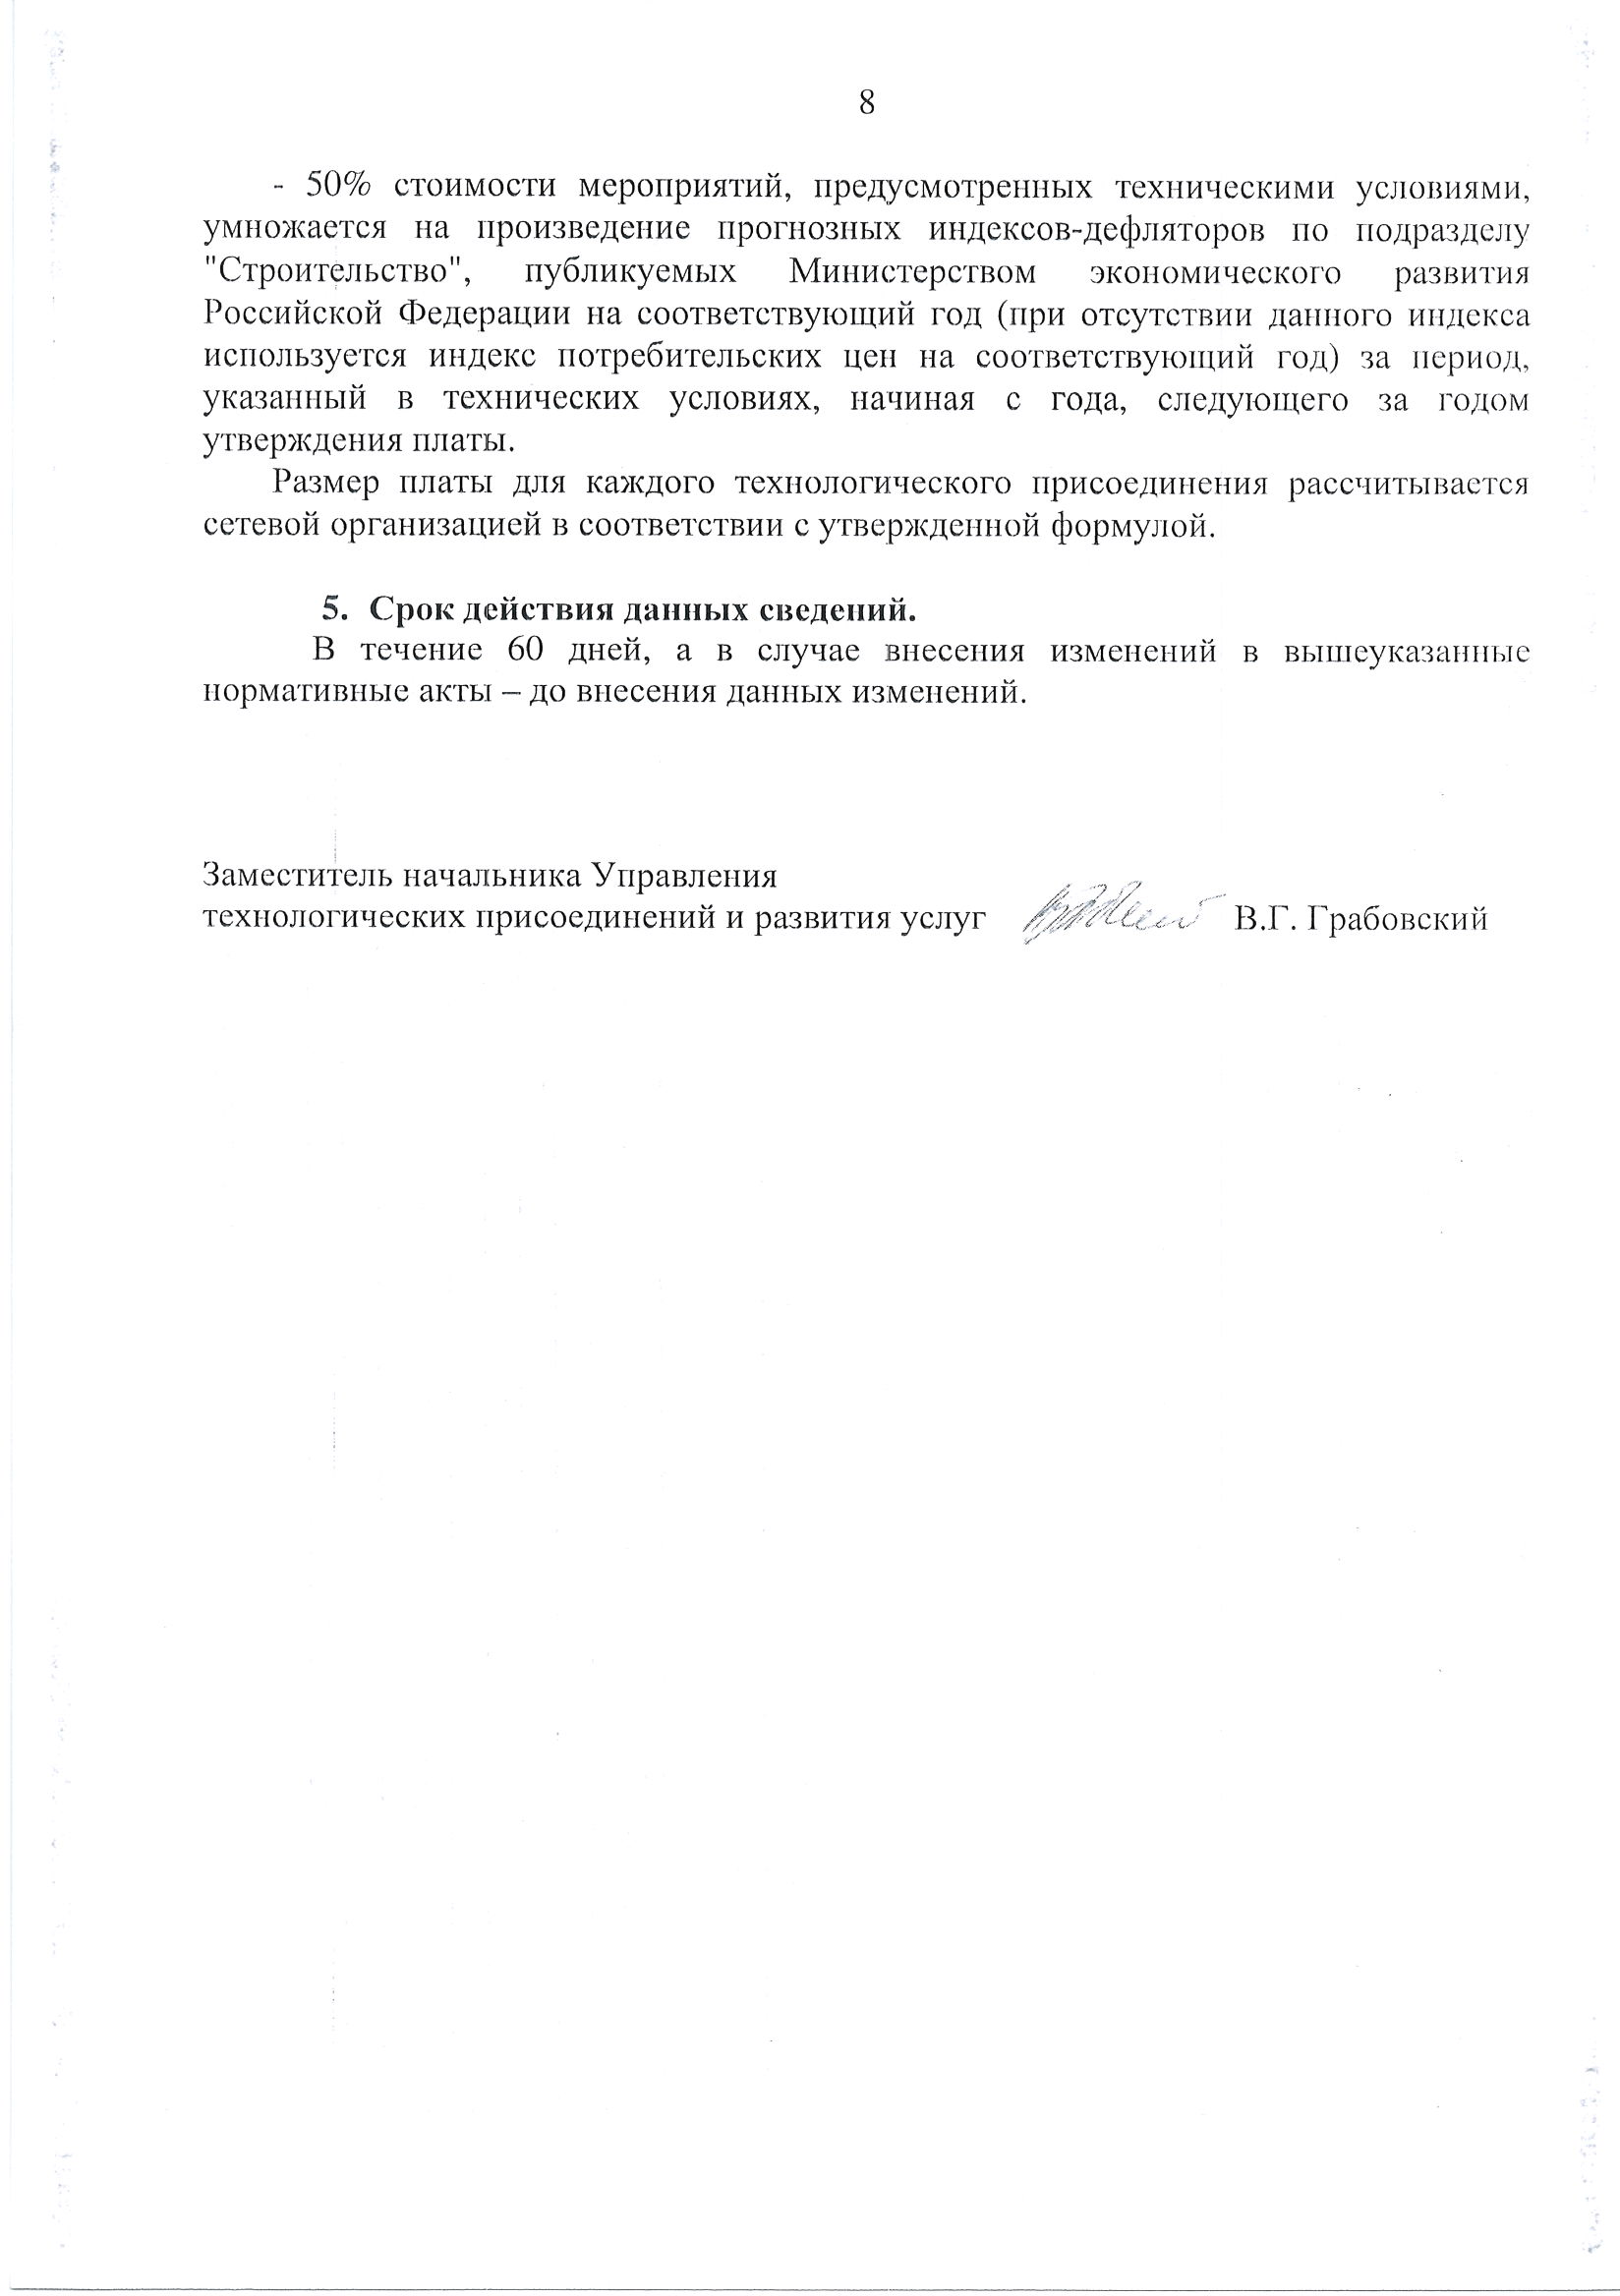 8
- 50% стоимости мероприятий, предусмотренных техническими условиями,
умножается на произведение прогнозных индексов-дефляторов по подразделу
"Строительство", публикуемых Министерством экономического развития
Российской Федерации на соответствующий год (при отсутствии данного индекса
используется индекс потребительских цен на соответствующий год) за период,
указанный в технических условиях, начиная с года, следующего за годом
утверждения платы.
Размер платы для каждого технологического присоединения рассчитывается
сетевой организацией в соответствии с утвержденной формулой.
5. Срок действия данных сведений.
В течение 60 дней, а в случае внесения изменений в вышеуказанные
нормативные акты – до внесения данных изменений.
Заместитель начальника Управления
технологических присоединений и развития услуг В.Г. Грабовский